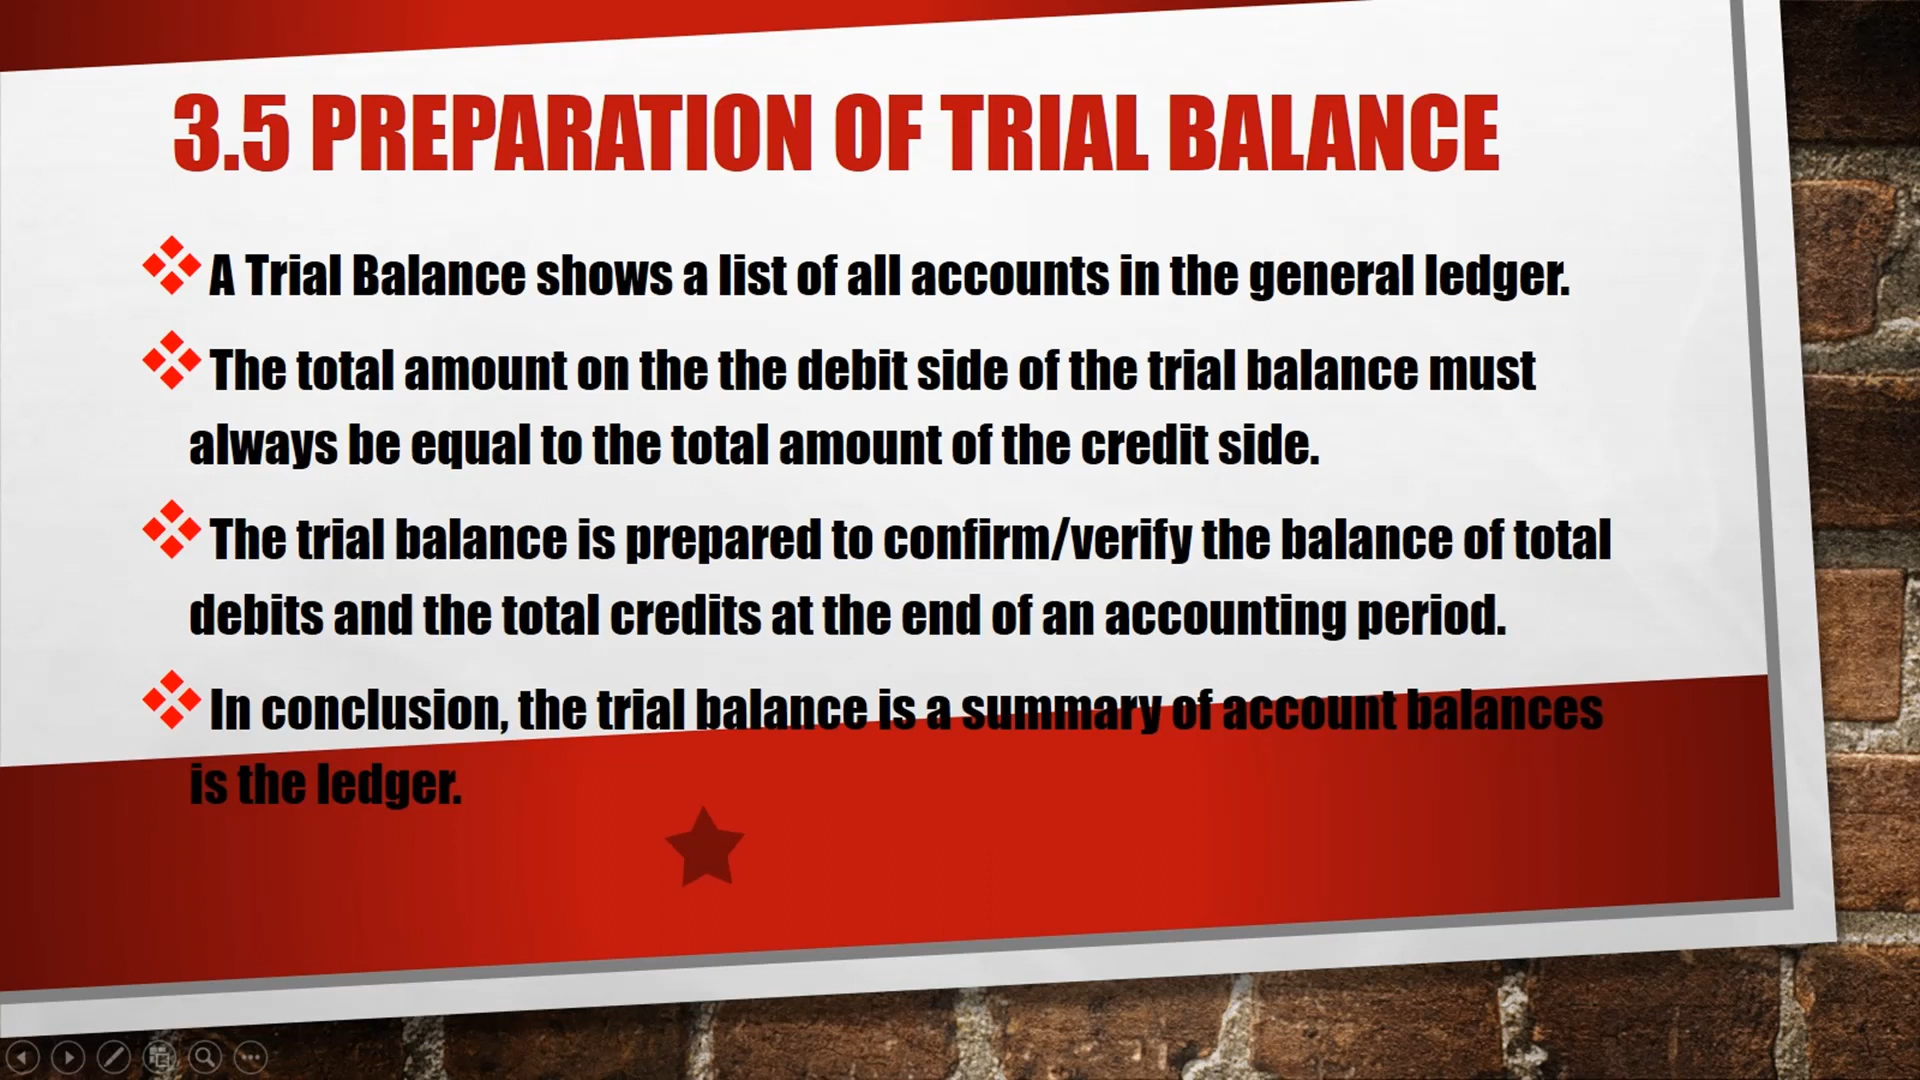 3.5 PREPARATION OF TRIAL BALANCE
A Trial Balance shows a list of all accounts in the general ledger.
The total amount on the the debit side of the trial balance must
always be equal to the total amount of the credit side.
The trial balance is prepared to confirm/verify the balance of total
debits and the total credits at the end of an accounting period.
In conclusion, the trial balance is a summary of account balances
is the ledger.